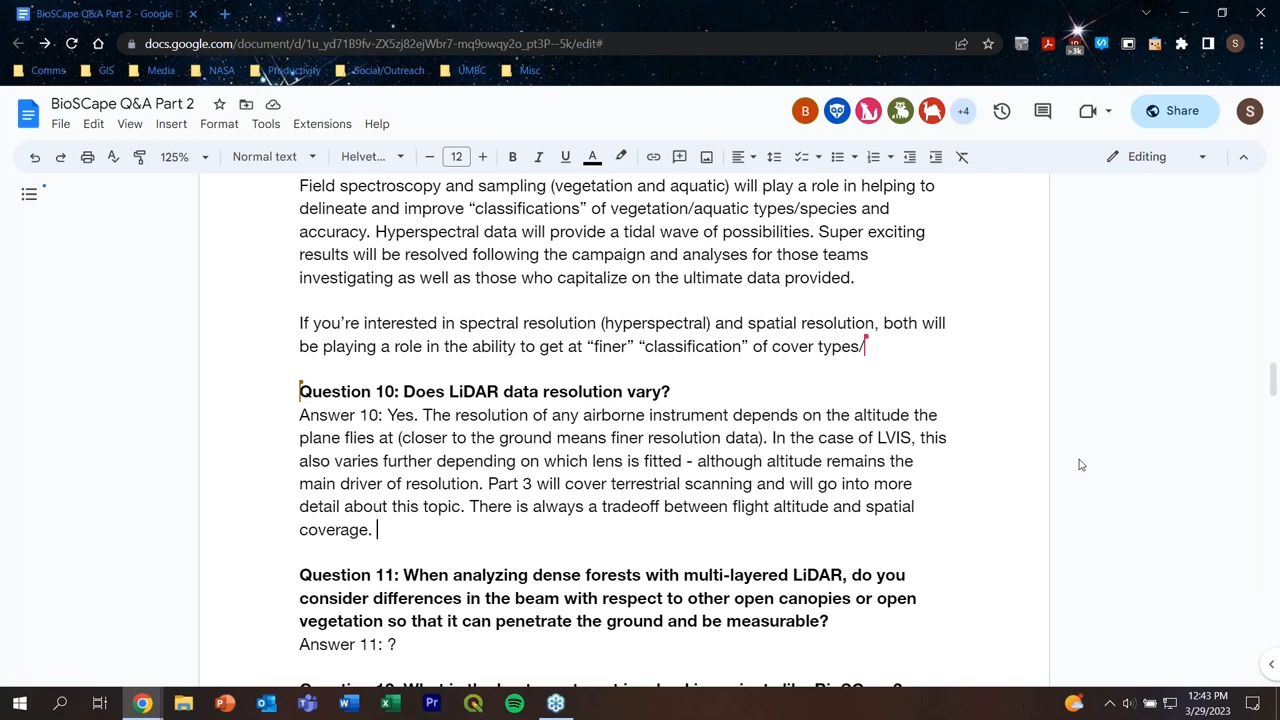 BioSCape Q&A Part 2 - Google D
docs.google.com/document/d/1u_yd71B9fv-ZX5zj82ejWbr7-mq9owqy2o_pt3P--5k/edit#
>3k
S
Comms GIS Media NASA Productivity Social/Outreach UMBC Misc
BioSCape Q&A Part 2
B +4 Share S
File Edit View Insert Format Tools Extensions Help
125% Normal text Helvet... 12 B I U A Editing
Field spectroscopy and sampling (vegetation and aquatic) will play a role in helping to
delineate and improve “classifications” of vegetation/aquatic types/species and
accuracy. Hyperspectral data will provide a tidal wave of possibilities. Super exciting
results will be resolved following the campaign and analyses for those teams
investigating as well as those who capitalize on the ultimate data provided.
If you’re interested in spectral resolution (hyperspectral) and spatial resolution, both will
be playing a role in the ability to get at “finer” “classification” of cover types/
Question 10: Does LiDAR data resolution vary?
Answer 10: Yes. The resolution of any airborne instrument depends on the altitude the
plane flies at (closer to the ground means finer resolution data). In the case of LVIS, this
also varies further depending on which lens is fitted - although altitude remains the
main driver of resolution. Part 3 will cover terrestrial scanning and will go into more
detail about this topic. There is always a tradeoff between flight altitude and spatial
coverage.
Question 11: When analyzing dense forests with multi-layered LiDAR, do you
consider differences in the beam with respect to other open canopies or open
vegetation so that it can penetrate the ground and be measurable?
Answer 11: ?
12:43 PM
3/29/2023